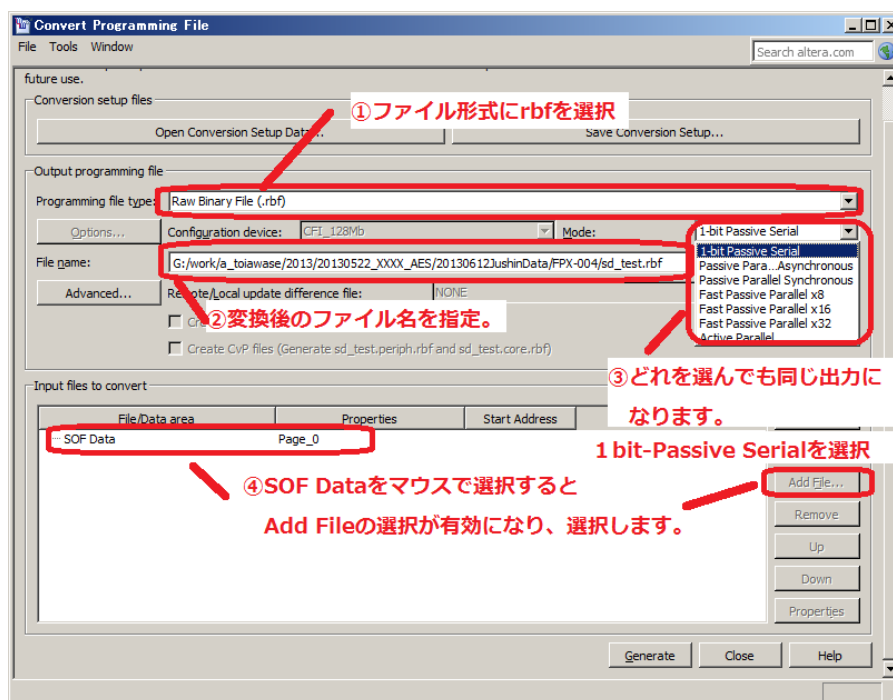 Convert Programming File
File Tools Window
Search altera.com
future use.
Conversion setup files
①ファイル形式にrbfを選択
Open Conversion Setup Data...
Save Conversion Setup...
Output programming file
Programming file type:
Raw Binary File (.rbf)
Options...
Configuration device:
CFI_128Mb
Mode:
1-bit Passive Serial
1-bit Passive Serial
Passive Para...Asynchronous
Passive Parallel Synchronous
Fast Passive Parallel x8
Fast Passive Parallel x16
Fast Passive Parallel x32
Active Parallel
File name:
G:/work/a_toiawase/2013/20130522_XXXX_AES/20130612JushinData/FPX-004/sd_test.rbf
Advanced...
Remote/Local update difference file:
NONE
②変換後のファイル名を指定。
Create CvP files (Generate sd_test.periph.rbf and sd_test.core.rbf)
③どれを選んでも同じ出力に
なります。
1bit-Passive Serialを選択
Input files to convert
File/Data area
Properties
Start Address
SOF Data
Page_0
④SOF Dataをマウスで選択すると
Add Fileの選択が有効になり、選択します。
Add File...
Remove
Up
Down
Properties
Generate
Close
Help